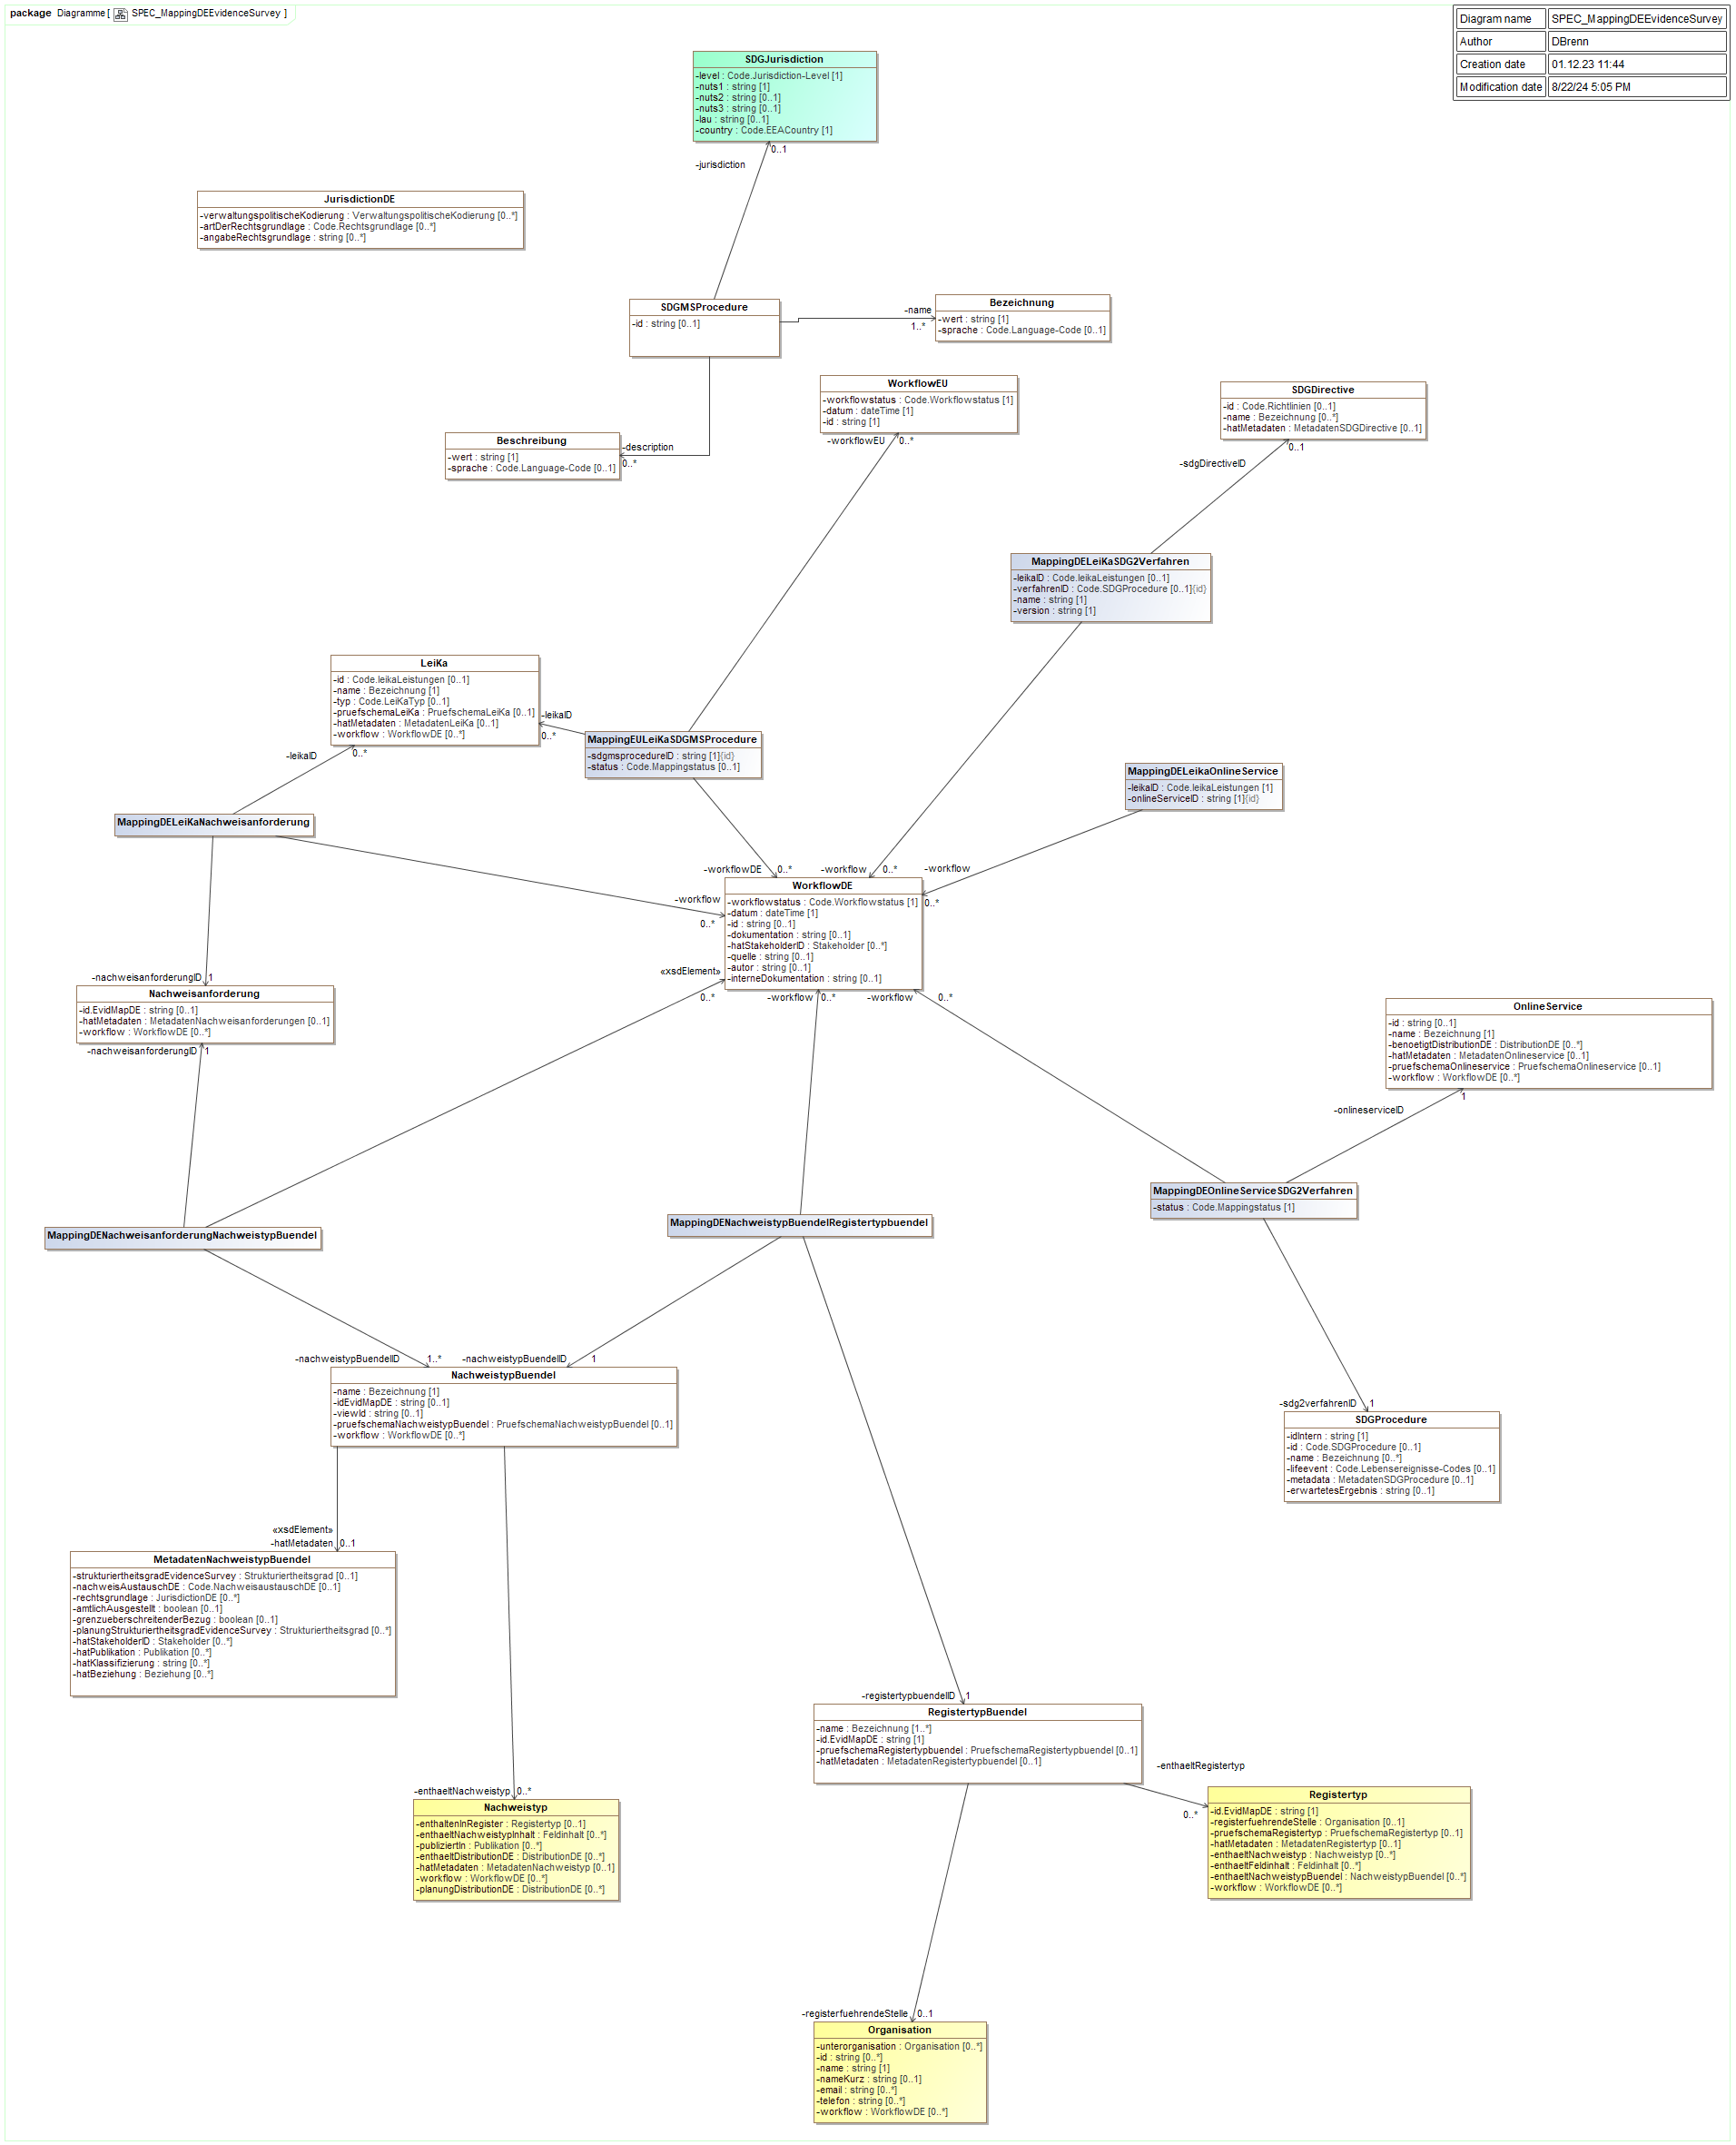 package Diagramme [ SPEC_MappingDEEvidenceSurvey ]
Diagram name SPEC_MappingDEEvidenceSurvey
Author DBrenn
Creation date 01.12.23 11:44
Modification date 8/22/24 5:05 PM
SDGJurisdiction
-level : Code.Jurisdiction-Level [1]
-nuts1 : string [1]
-nuts2 : string [0..1]
-nuts3 : string [0..1]
-lau : string [0..1]
-country : Code.EEACountry [1]
0..1
-jurisdiction
JurisdictionDE
-verwaltungspolitischeKodierung : VerwaltungspolitischeKodierung [0..*]
-artDerRechtsgrundlage : Code.Rechtsgrundlage [0..*]
-angabeRechtsgrundlage : string [0..*]
SDGMSProcedure
-id : string [0..1]
-name
1..*
Bezeichnung
-wert : string [1]
-sprache : Code.Language-Code [0..1]
WorkflowEU
-workflowstatus : Code.Workflowstatus [1]
-datum : dateTime [1]
-id : string [1]
-workflowEU 0..*
SDGDirective
-id : Code.Richtlinien [0..1]
-name : Bezeichnung [0..*]
-hatMetadaten : MetadatenSDGDirective [0..1]
0..1
-sdgDirectiveID
Beschreibung
-wert : string [1]
-sprache : Code.Language-Code [0..1]
-description
0..*
MappingDELeiKaSDG2Verfahren
-leikaID : Code.leikaLeistungen [0..1]
-verfahrenID : Code.SDGProcedure [0..1]{id}
-name : string [1]
-version : string [1]
LeiKa
-id : Code.leikaLeistungen [0..1]
-name : Bezeichnung [1]
-typ : Code.LeiKaTyp [0..1]
-pruefschemaLeiKa : PruefschemaLeiKa [0..1]
-hatMetadaten : MetadatenLeiKa [0..1]
-workflow : WorkflowDE [0..*]
-leikaID
0..*
-leikaID
0..*
MappingEULeiKaSDGMSProcedure
-sdgmsprocedureID : string [1]{id}
-status : Code.Mappingstatus [0..1]
MappingDELeikaOnlineService
-leikaID : Code.leikaLeistungen [1]
-onlineServiceID : string [1]{id}
MappingDELeiKaNachweisanforderung
-workflowDE 0..*
-workflow 0..*
-workflow
0..*
-workflow
0..*
WorkflowDE
-workflowstatus : Code.Workflowstatus [1]
-datum : dateTime [1]
-id : string [0..1]
-dokumentation : string [0..1]
-hatStakeholderID : Stakeholder [0..*]
-quelle : string [0..1]
-autor : string [0..1]
-interneDokumentation : string [0..1]
«xsdElement»
0..*
-workflow 0..*
-workflow 0..*
-nachweisanforderungID 1
Nachweisanforderung
-id.EvidMapDE : string [0..1]
-hatMetadaten : MetadatenNachweisanforderungen [0..1]
-workflow : WorkflowDE [0..*]
-nachweisanforderungID 1
OnlineService
-id : string [0..1]
-name : Bezeichnung [1]
-benoetigtDistributionDE : DistributionDE [0..*]
-hatMetadaten : MetadatenOnlineservice [0..1]
-pruefschemaOnlineservice : PruefschemaOnlineservice [0..1]
-workflow : WorkflowDE [0..*]
1
-onlineserviceID
MappingDEOnlineServiceSDG2Verfahren
-status : Code.Mappingstatus [1]
MappingDENachweisanforderungNachweistypBuendel
MappingDENachweistypBuendelRegistertypbuendel
-nachweistypBuendelID 1..*
-nachweistypBuendelID 1
NachweistypBuendel
-name : Bezeichnung [1]
-idEvidMapDE : string [0..1]
-viewId : string [0..1]
-pruefschemaNachweistypBuendel : PruefschemaNachweistypBuendel [0..1]
-workflow : WorkflowDE [0..*]
-sdg2verfahrenID 1
SDGProcedure
-idIntern : string [1]
-id : Code.SDGProcedure [0..1]
-name : Bezeichnung [0..*]
-lifeevent : Code.Lebensereignisse-Codes [0..1]
-metadata : MetadatenSDGProcedure [0..1]
-erwartetesErgebnis : string [0..1]
«xsdElement»
-hatMetadaten 0..1
MetadatenNachweistypBuendel
-strukturiertheitsgradEvidenceSurvey : Strukturiertheitsgrad [0..1]
-nachweisAustauschDE : Code.NachweisaustauschDE [0..1]
-rechtsgrundlage : JurisdictionDE [0..*]
-amtlichAusgestellt : boolean [0..1]
-grenzueberschreitenderBezug : boolean [0..1]
-planungStrukturiertheitsgradEvidenceSurvey : Strukturiertheitsgrad [0..*]
-hatStakeholderID : Stakeholder [0..*]
-hatPublikation : Publikation [0..*]
-hatKlassifizierung : string [0..*]
-hatBeziehung : Beziehung [0..*]
-registertypbuendelID 1
RegistertypBuendel
-name : Bezeichnung [1..*]
-id.EvidMapDE : string [1]
-pruefschemaRegistertypbuendel : PruefschemaRegistertypbuendel [0..1]
-hatMetadaten : MetadatenRegistertypbuendel [0..1]
-enthaeltRegistertyp
0..*
-enthaeltNachweistyp 0..*
Nachweistyp
-enthaltenInRegister : Registertyp [0..1]
-enthaeltNachweistypInhalt : Feldinhalt [0..*]
-publiziertIn : Publikation [0..*]
-enthaeltDistributionDE : DistributionDE [0..*]
-hatMetadaten : MetadatenNachweistyp [0..1]
-workflow : WorkflowDE [0..*]
-planungDistributionDE : DistributionDE [0..*]
Registertyp
-id.EvidMapDE : string [1]
-registerfuehrendeStelle : Organisation [0..1]
-pruefschemaRegistertyp : PruefschemaRegistertyp [0..1]
-hatMetadaten : MetadatenRegistertyp [0..1]
-enthaeltNachweistyp : Nachweistyp [0..*]
-enthaeltFeldinhalt : Feldinhalt [0..*]
-enthaeltNachweistypBuendel : NachweistypBuendel [0..*]
-workflow : WorkflowDE [0..*]
-registerfuehrendeStelle 0..1
Organisation
-unterorganisation : Organisation [0..*]
-id : string [0..*]
-name : string [1]
-nameKurz : string [0..1]
-email : string [0..*]
-telefon : string [0..*]
-workflow : WorkflowDE [0..*]